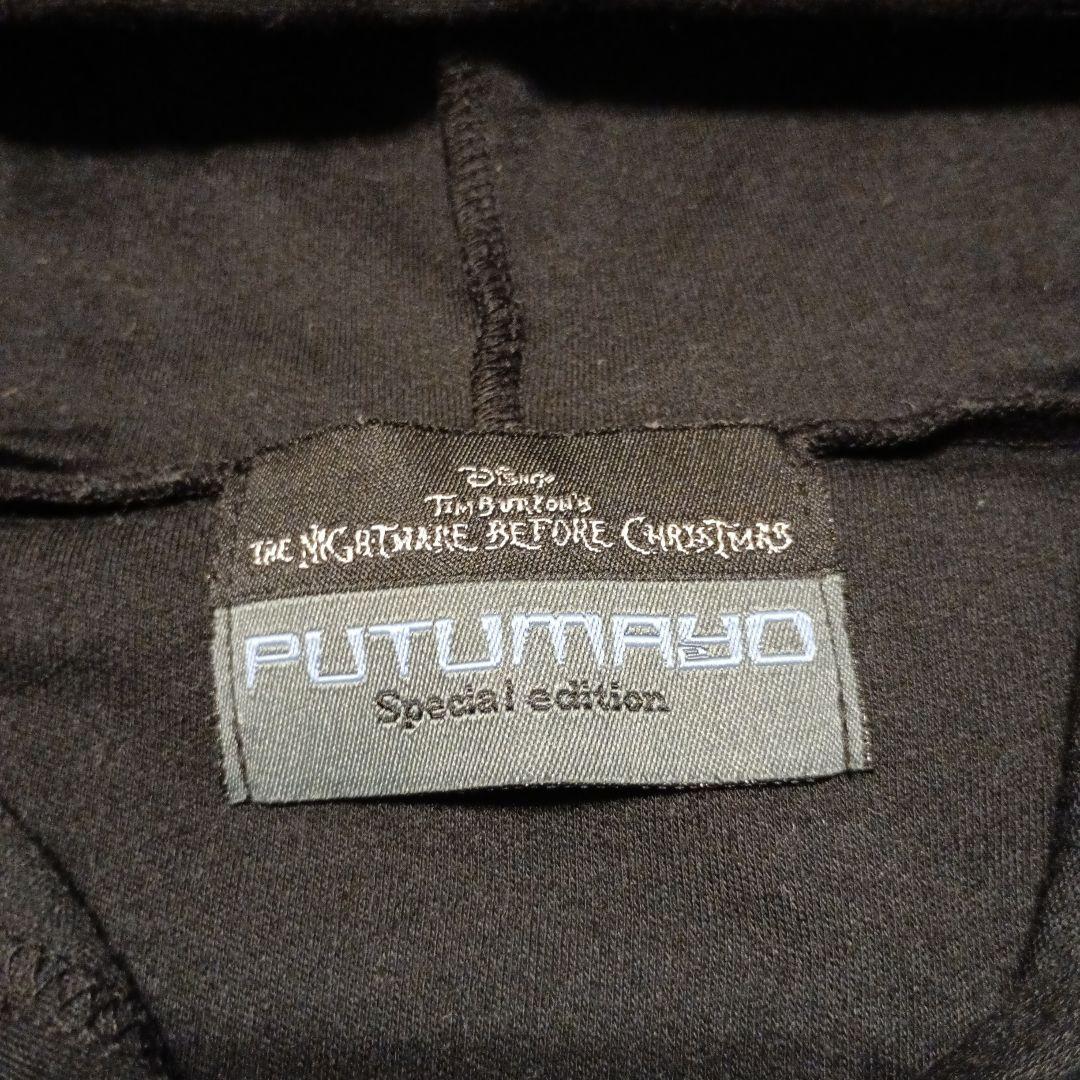 Disney
TIM BURTON'S
THE NIGHTMARE BEFORE CHRISTMAS
PUTUMAYO
Special edition